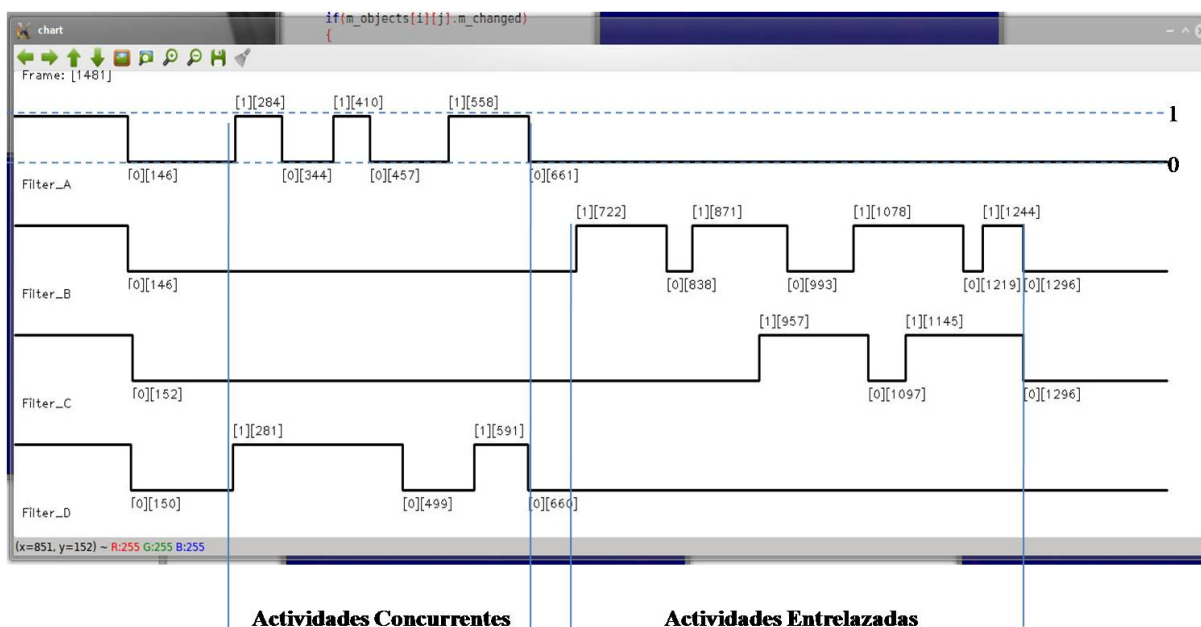 if(m_objects[i][j].m_changed)
{
chart
Frame: [1481]
[1][284] [1][410] [1][558]
1
0
[0][146] [0][344] [0][457] [0][661]
Filter_A
[1][722] [1][871] [1][1078] [1][1244]
[0][146] [0][838] [0][993] [0][1219] [0][1296]
Filter_B
[1][957] [1][1145]
[0][152] [0][1097] [0][1296]
Filter_C
[1][281] [1][591]
[0][150] [0][499] [0][660]
Filter_D
(x=851, y=152) ~ R:255 G:255 B:255
Actividades Concurrentes Actividades Entrelazadas